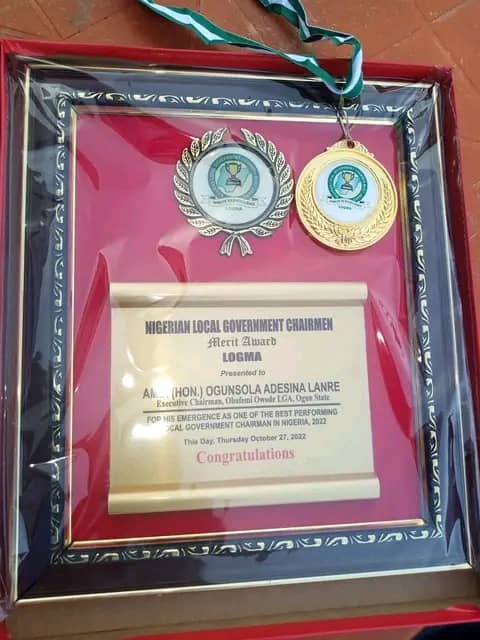 LOGMA
LOGMA
NIGERIAN LOCAL GOVERNMENT CHAIRMEN
Merit Award
LOGMA
Presented to
(HON.) OGUNSOLA ADESINA LANRE
Executive Chairman, Obafemi Owode LGA, Ogun State
FOR HIS EMERGENCE AS ONE OF THE BEST PERFORMING
LOCAL GOVERNMENT CHAIRMAN IN NIGERIA, 2022
This Day, Thursday October 27, 2022
Congratulations